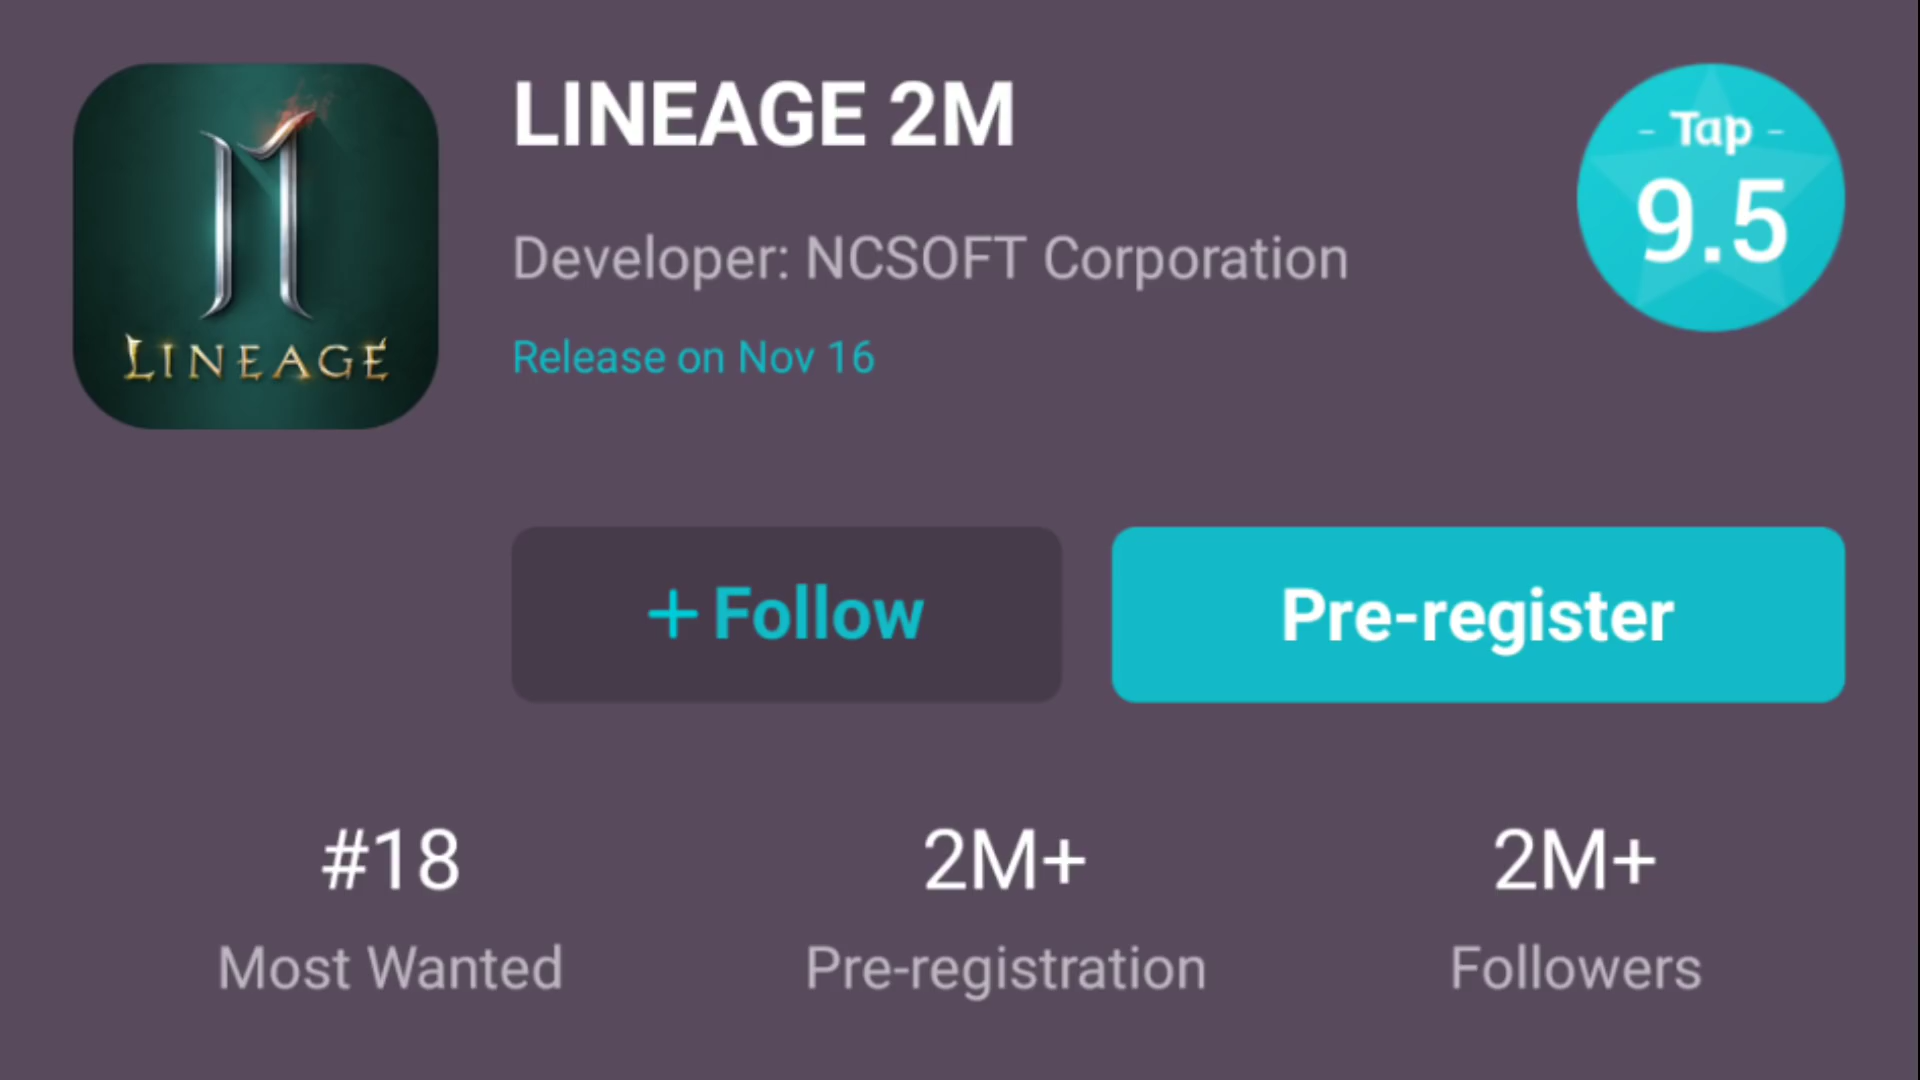 LINEAGE
LINEAGE 2M
Developer: NCSOFT Corporation
Release on Nov 16
- Tap -
9.5
+ Follow
Pre-register
#18
Most Wanted
2M+
Pre-registration
2M+
Followers